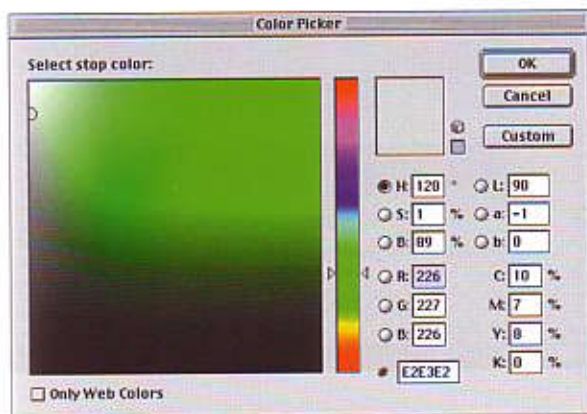 Color Picker
Select stop color:
OK
Cancel
Custom
H: 120 °
S: 1 %
B: 89 %
R: 226
G: 227
B: 226
# E2E3E2
L: 90
a: -1
b: 0
C: 10 %
M: 7 %
Y: 8 %
K: 0 %
Only Web Colors